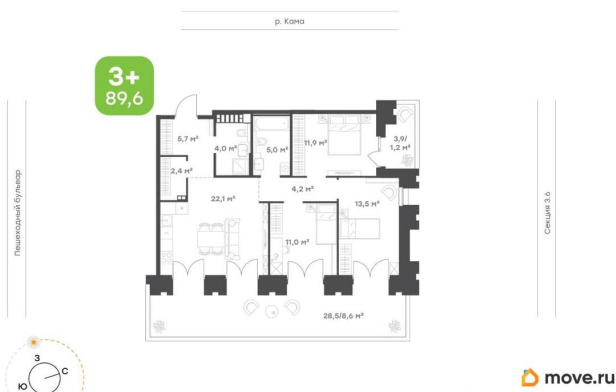 р. Кама
3+
89,6
5,7 м²
4,0 м²
5,0 м²
11,9 м²
3,9/
1,2 м²
2,4 м²
4,2 м²
22,1 м²
13,5 м²
11,0 м²
28,5/8,6 м²
Пешеходный бульвар
Секция 3.6
З
С
Ю
move.ru